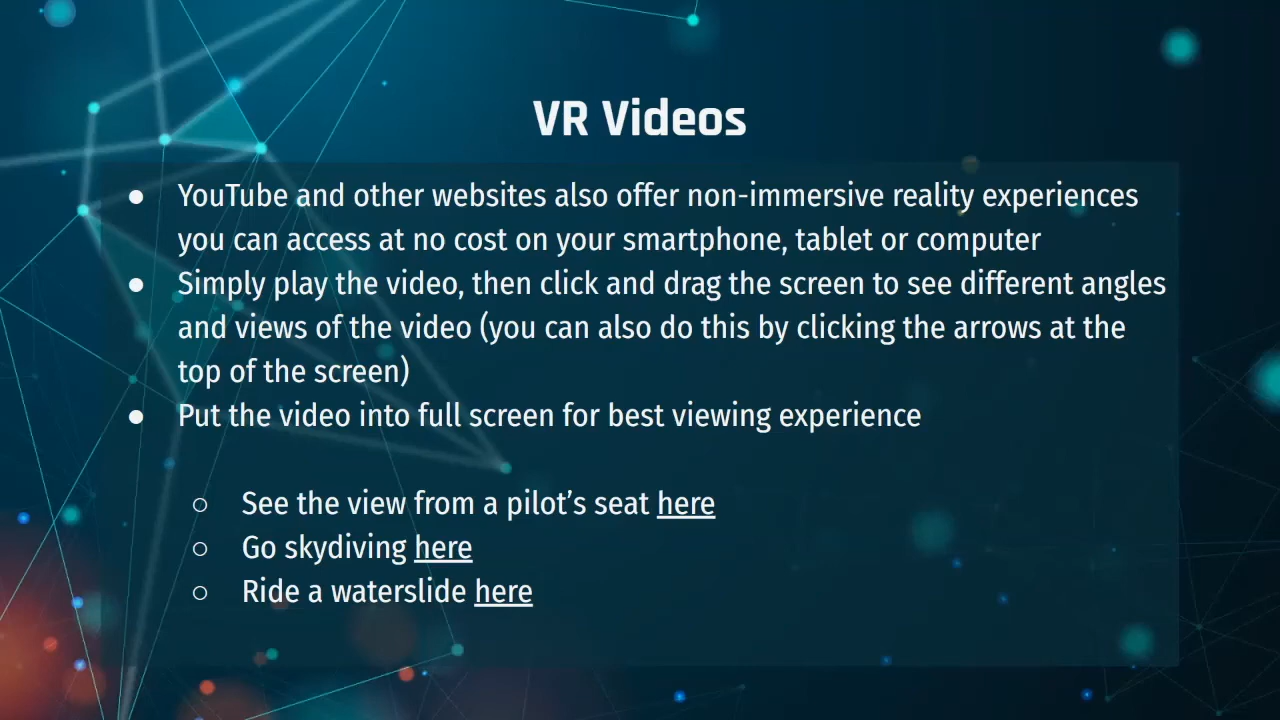 VR Videos
● YouTube and other websites also offer non-immersive reality experiences
you can access at no cost on your smartphone, tablet or computer
● Simply play the video, then click and drag the screen to see different angles
and views of the video (you can also do this by clicking the arrows at the
top of the screen)
● Put the video into full screen for best viewing experience
○ See the view from a pilot’s seat here
○ Go skydiving here
○ Ride a waterslide here